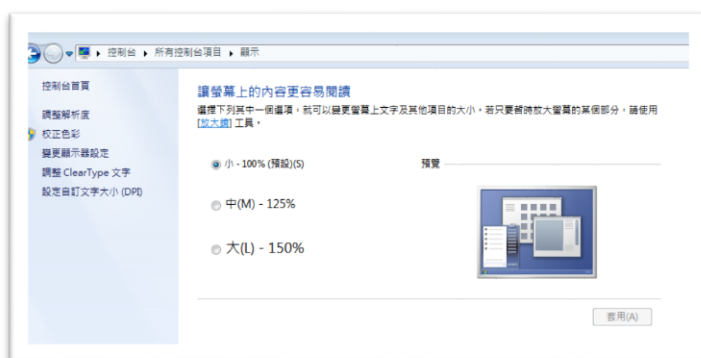 控制台 ▸ 所有控制台項目 ▸ 顯示
控制台首頁
調整解析度
校正色彩
變更顯示器設定
調整 ClearType 文字
設定自訂文字大小 (DPI)
讓螢幕上的內容更容易閱讀
選擇下列其中一個選項，就可以變更螢幕上文字及其他項目的大小。若只要暫時放大螢幕的某個部分，請使用
[放大鏡] 工具。
小 - 100% (預設)(S)
預覽
中(M) - 125%
大(L) - 150%
套用(A)